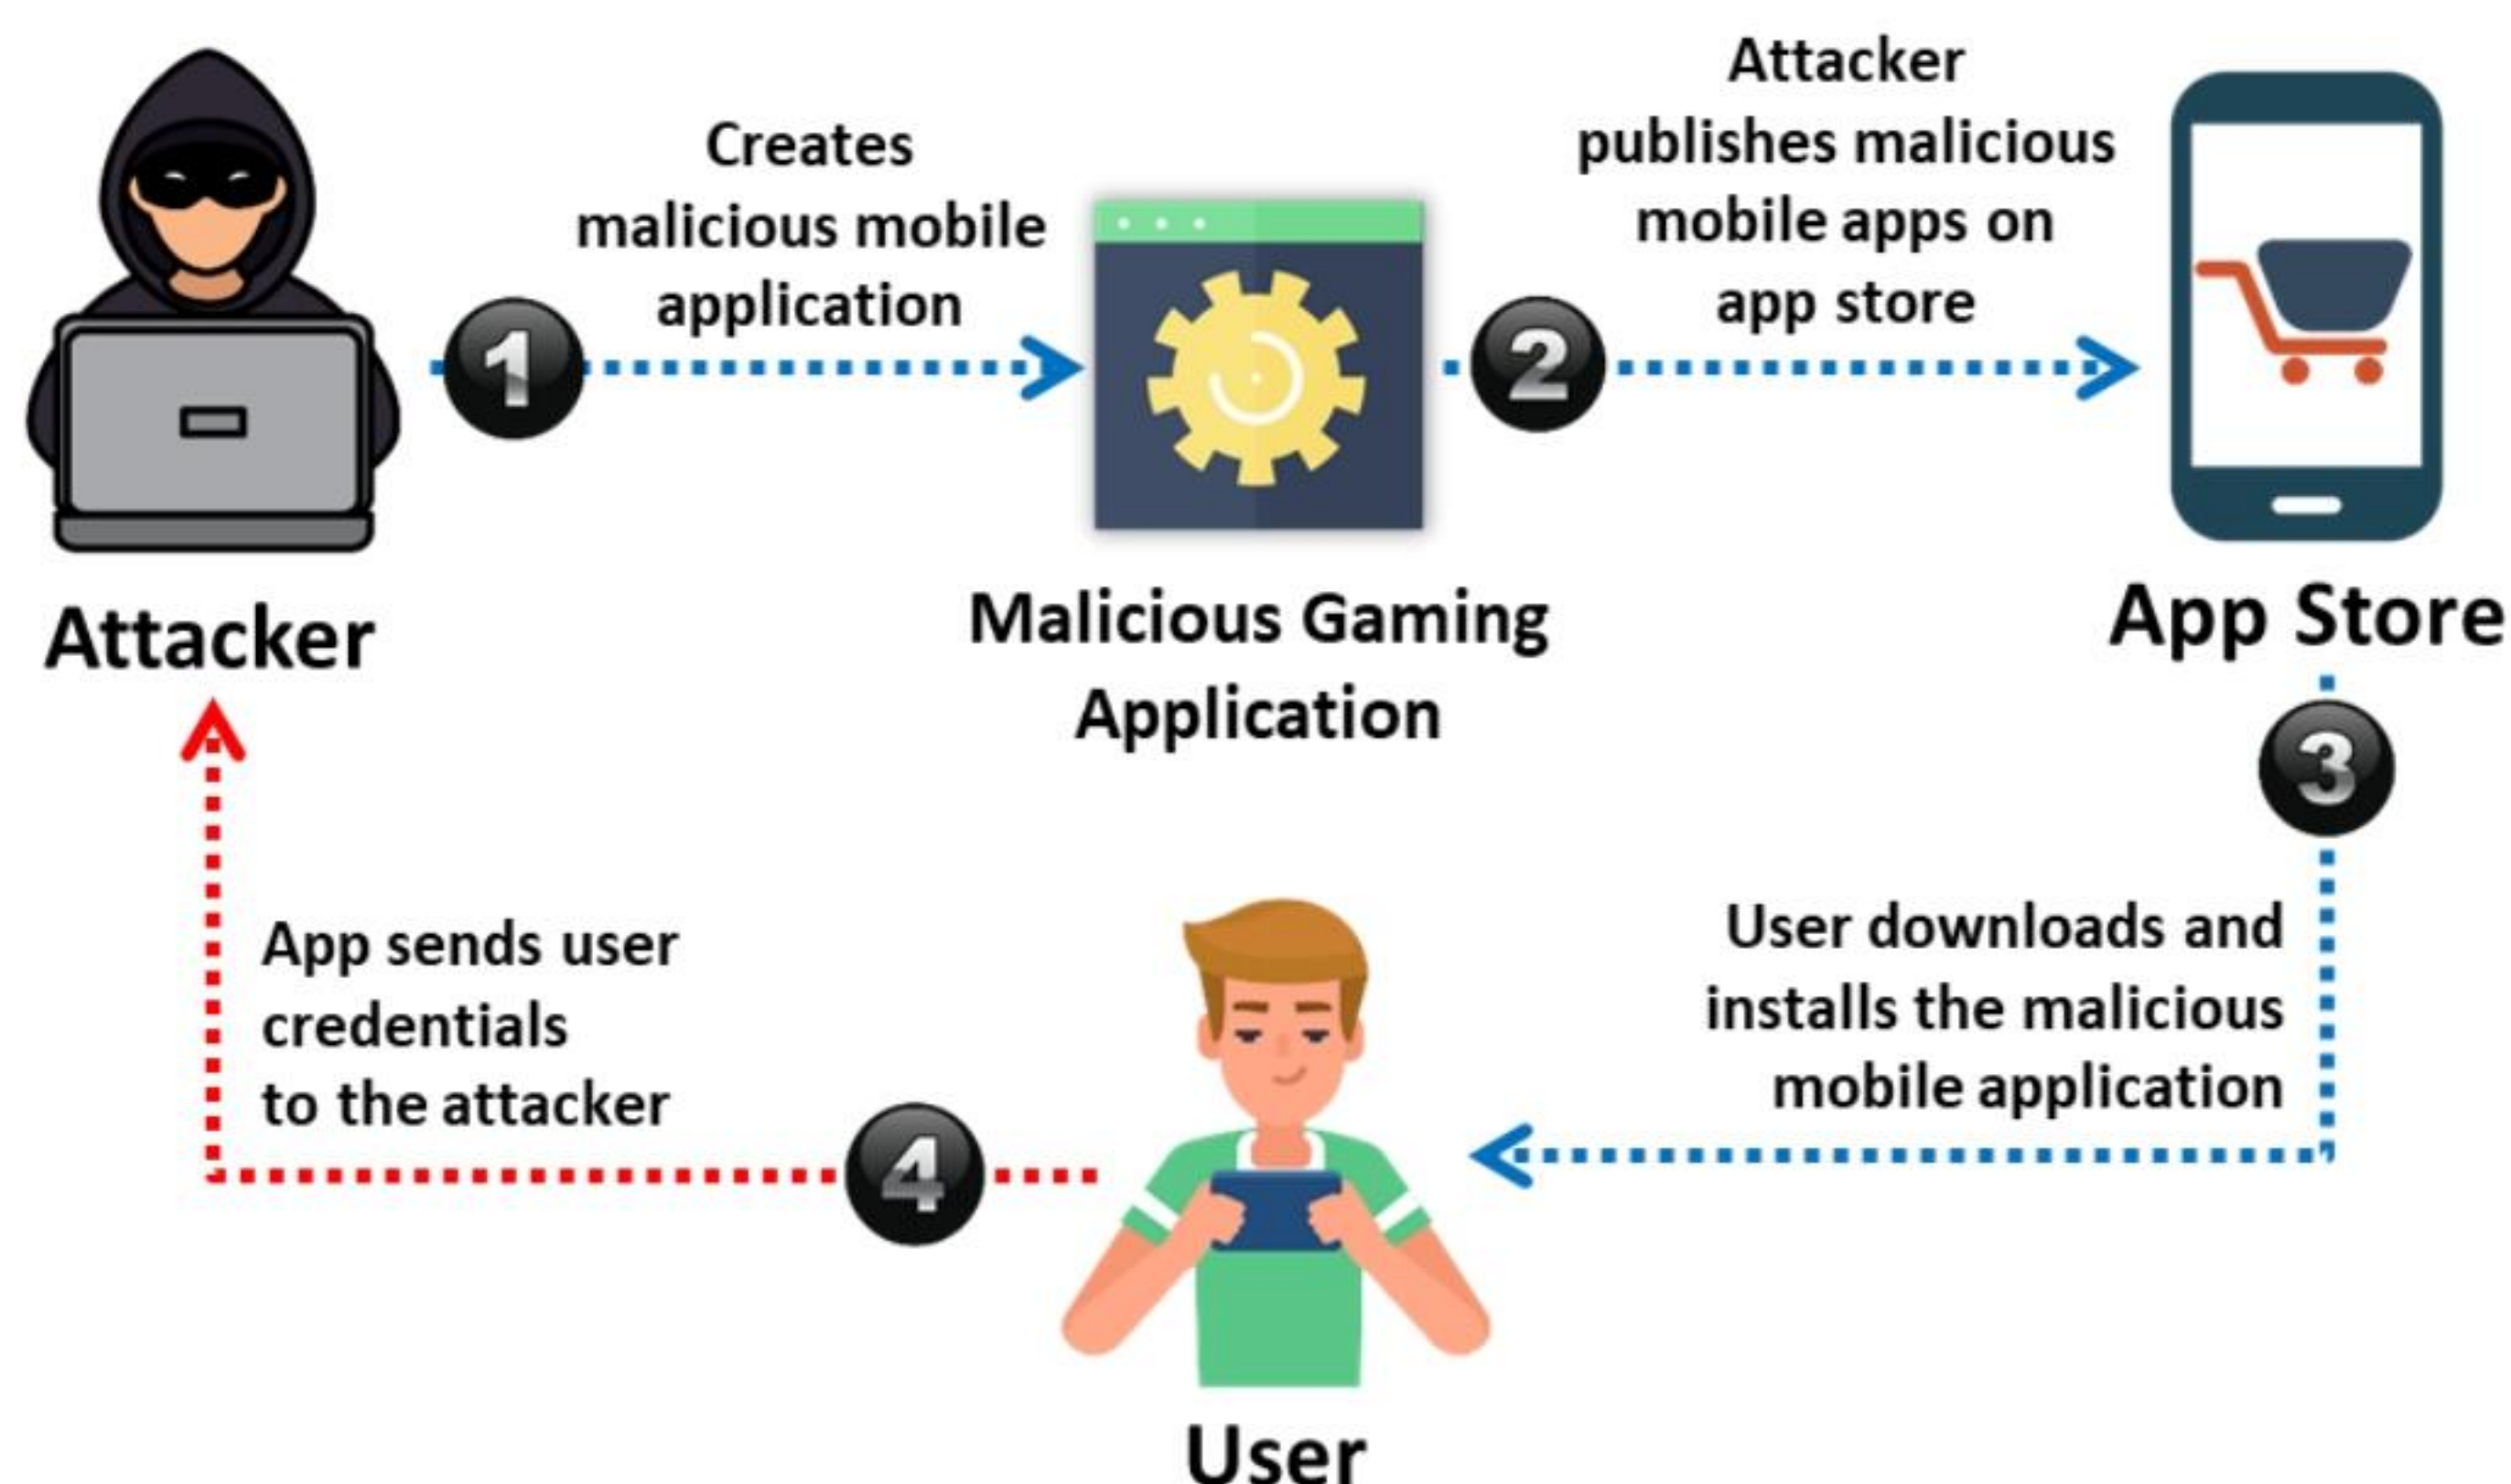 Creates
malicious mobile
application
1
Attacker
publishes malicious
mobile apps on
app store
2
Attacker
Malicious Gaming
Application
App Store
3
User downloads and
installs the malicious
mobile application
App sends user
credentials
to the attacker
4
User